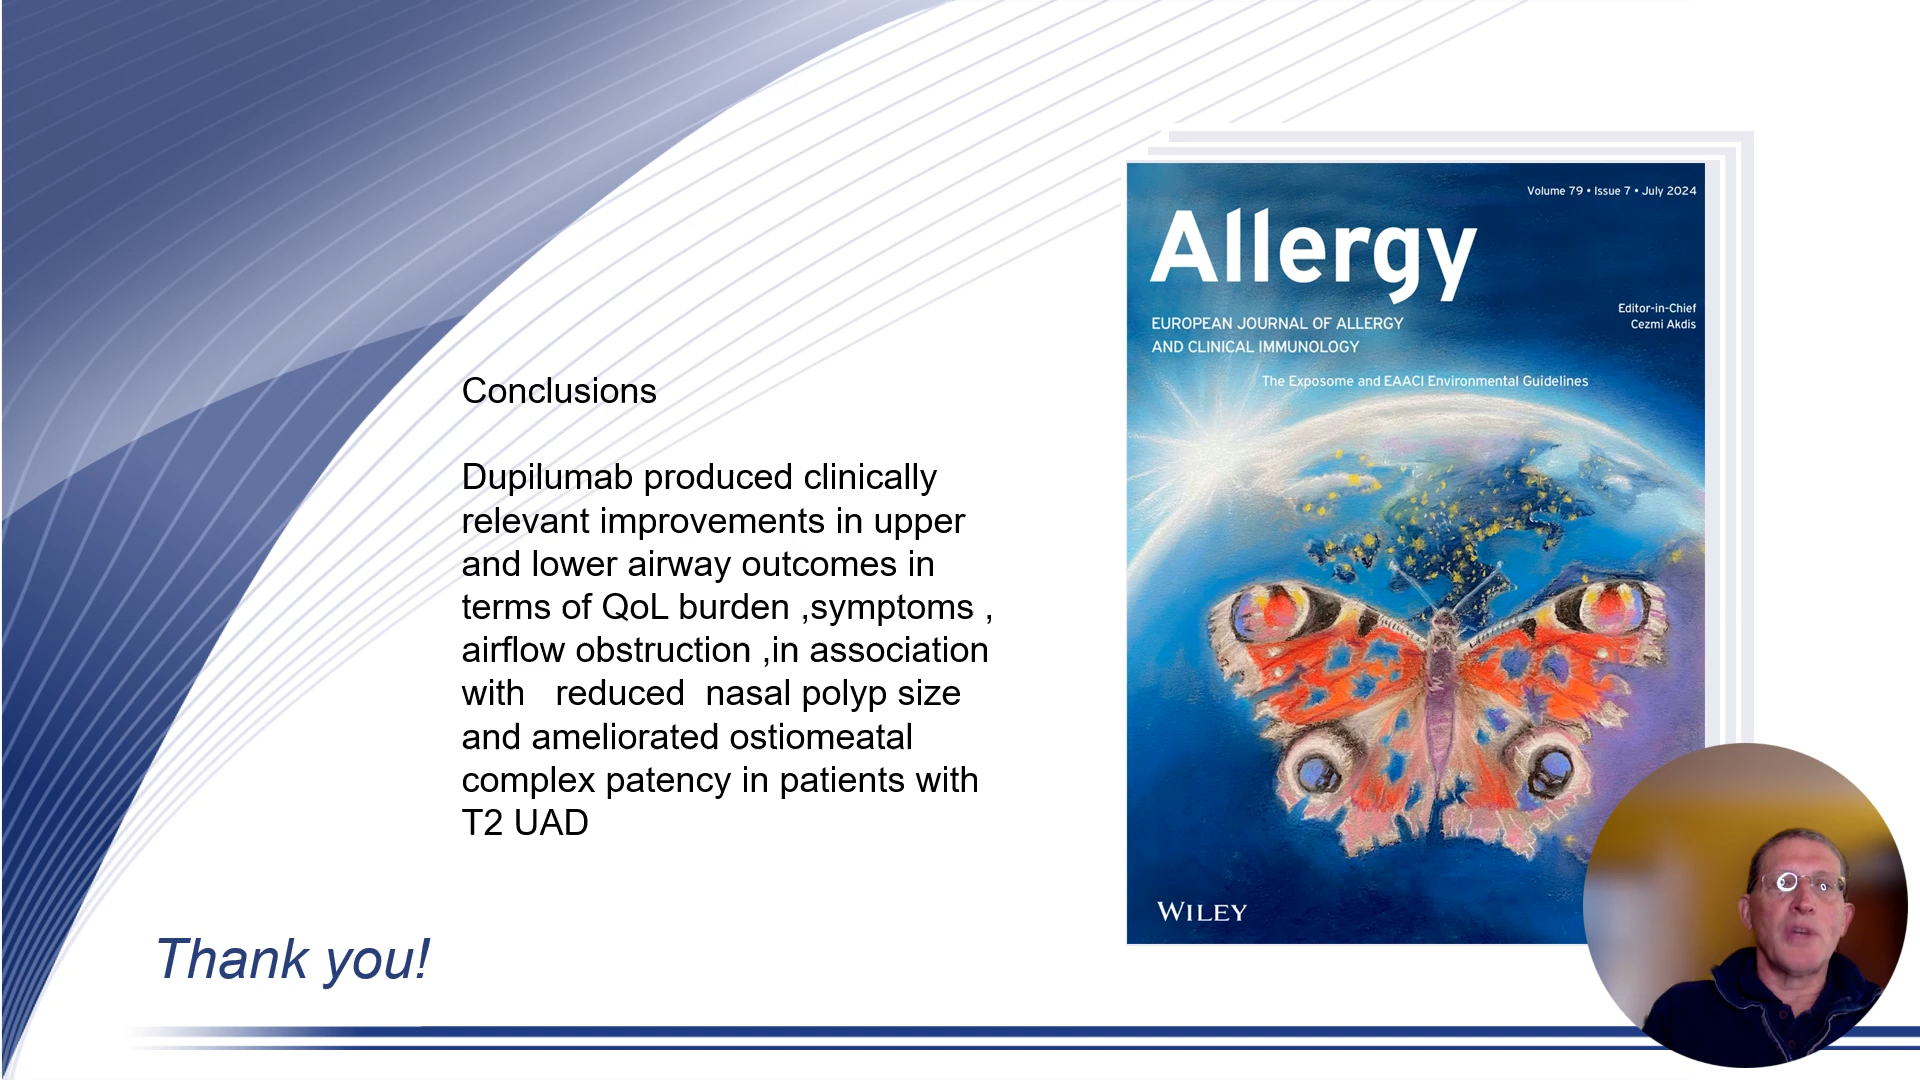 Conclusions
Dupilumab produced clinically
relevant improvements in upper
and lower airway outcomes in
terms of QoL burden ,symptoms ,
airflow obstruction ,in association
with   reduced  nasal polyp size
and ameliorated ostiomeatal
complex patency in patients with
T2 UAD
Thank you!
Volume 79 • Issue 7 • July 2024
Allergy
Editor-in-Chief
Cezmi Akdis
EUROPEAN JOURNAL OF ALLERGY
AND CLINICAL IMMUNOLOGY
The Exposome and EAACI Environmental Guidelines
WILEY